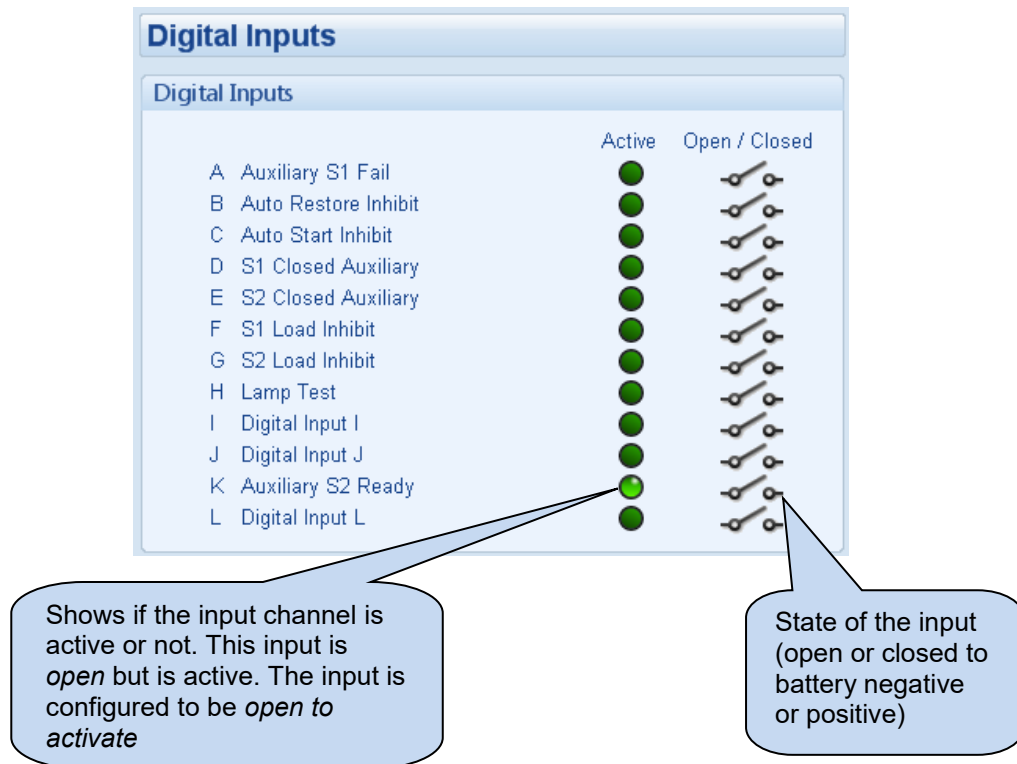 Digital Inputs
Digital Inputs
Active Open / Closed
A Auxiliary S1 Fail
B Auto Restore Inhibit
C Auto Start Inhibit
D S1 Closed Auxiliary
E S2 Closed Auxiliary
F S1 Load Inhibit
G S2 Load Inhibit
H Lamp Test
I Digital Input I
J Digital Input J
K Auxiliary S2 Ready
L Digital Input L
Shows if the input channel is
active or not. This input is
open but is active. The input is
configured to be open to
activate
State of the input
(open or closed to
battery negative
or positive)